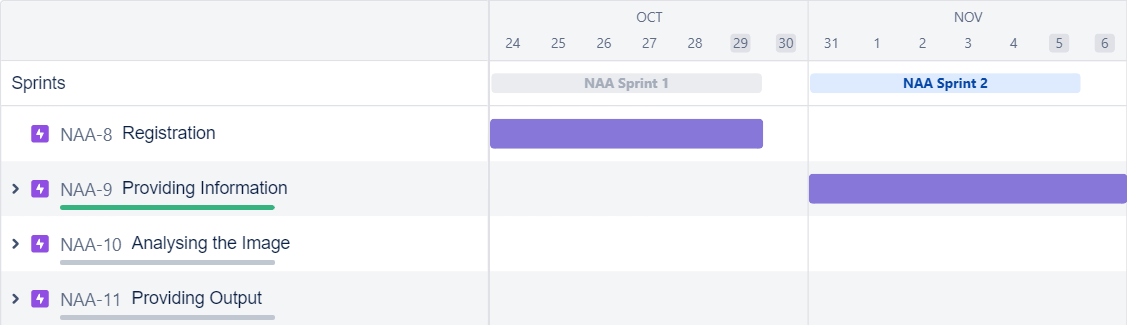 OCT NOV
24 25 26 27 28 29 30 31 1 2 3 4 5 6
Sprints NAA Sprint 1 NAA Sprint 2
NAA-8 Registration
NAA-9 Providing Information
NAA-10 Analysing the Image
NAA-11 Providing Output